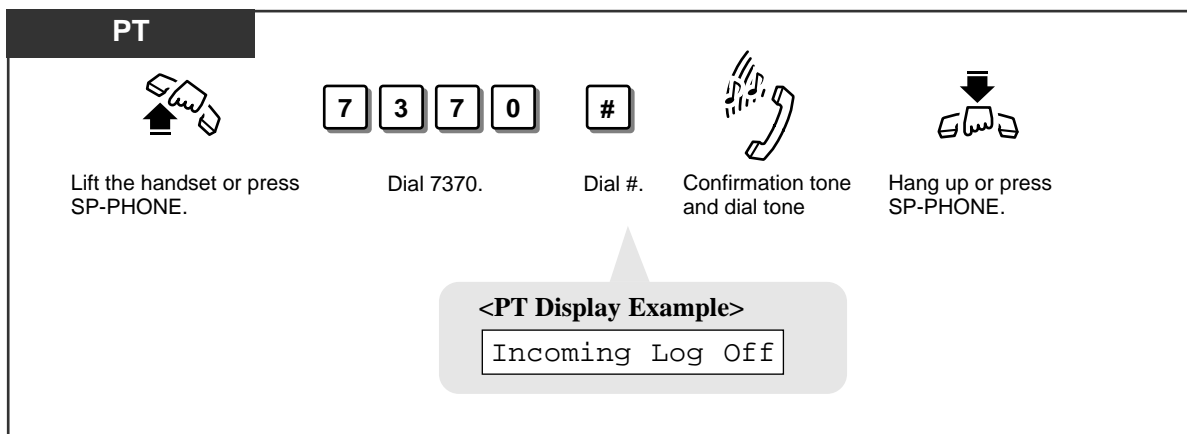 PT
7 3 7 0 #
Lift the handset or press
SP-PHONE.
Dial 7370.
Dial #.
Confirmation tone
and dial tone
Hang up or press
SP-PHONE.
<PT Display Example>
Incoming Log Off